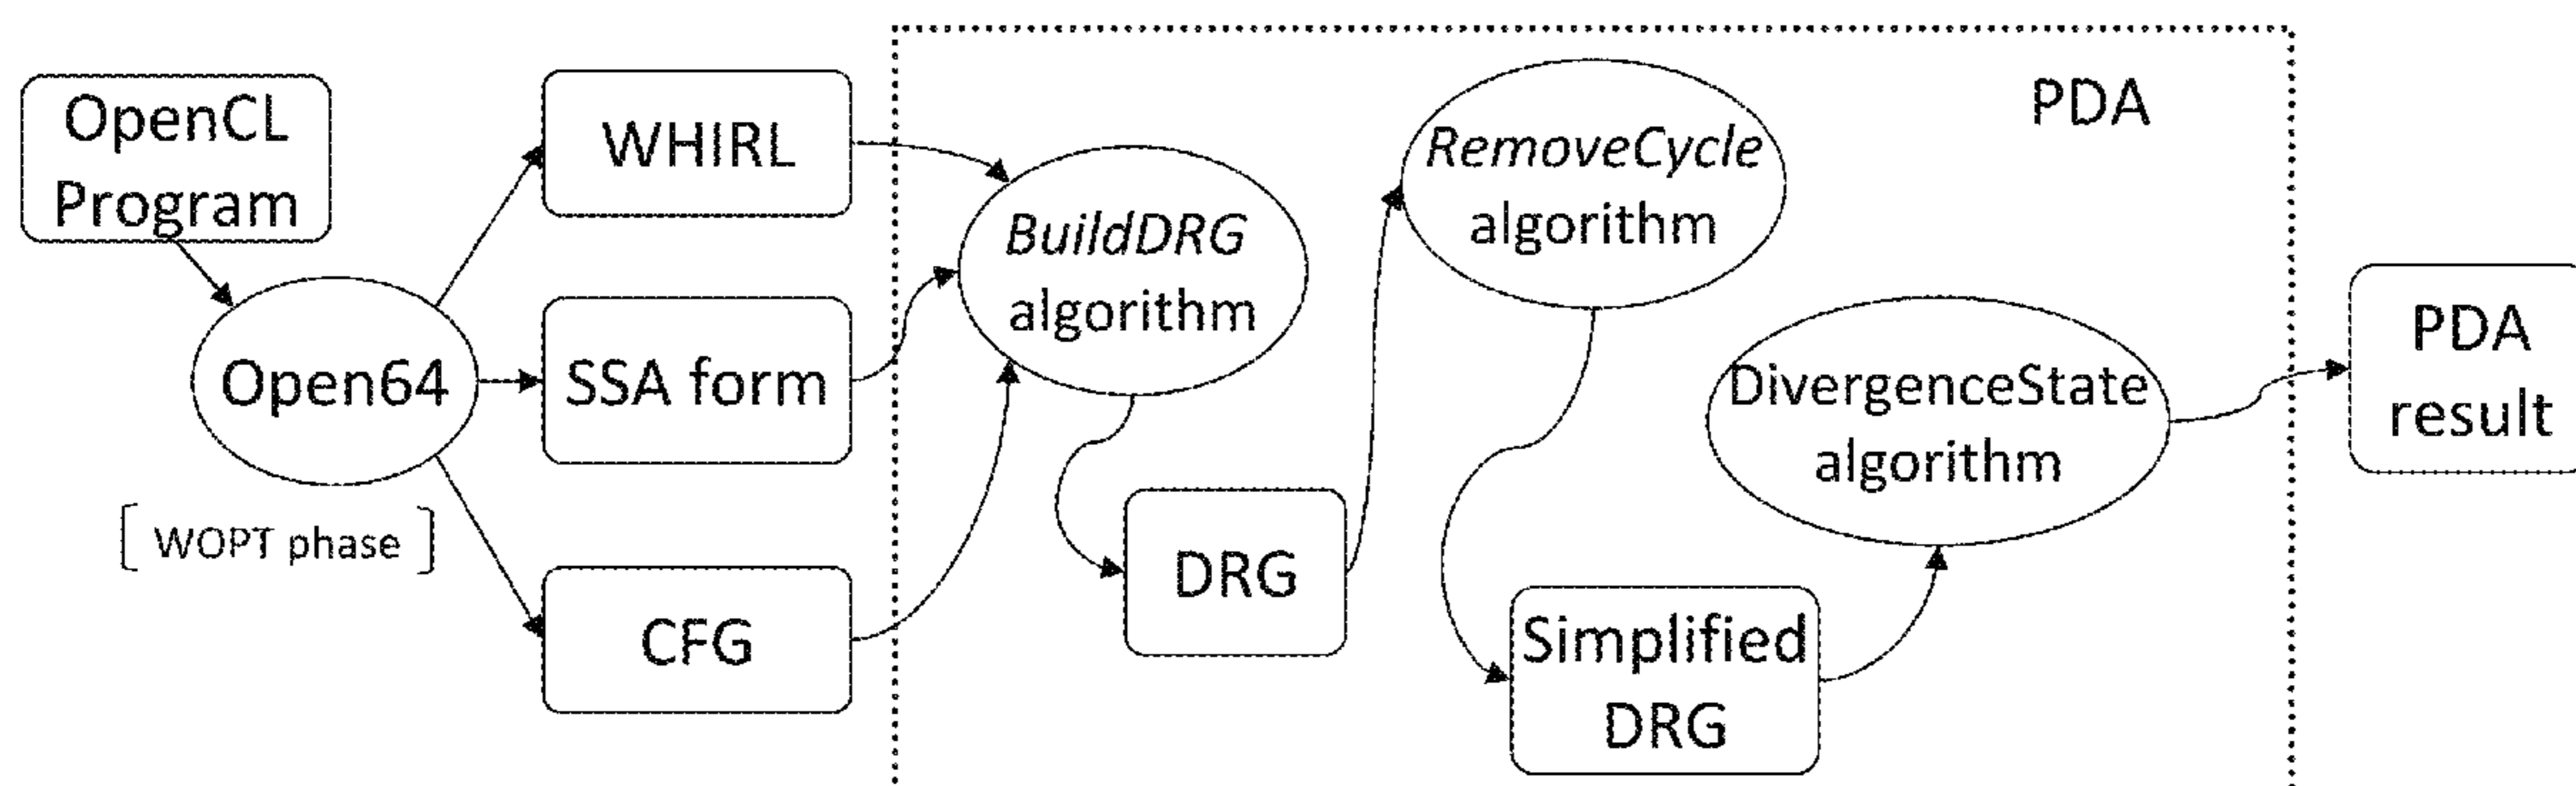 OpenCL
Program
Open64
[ WOPT phase ]
WHIRL
SSA form
CFG
PDA
BuildDRG
algorithm
DRG
RemoveCycle
algorithm
Simplified
DRG
DivergenceState
algorithm
PDA
result